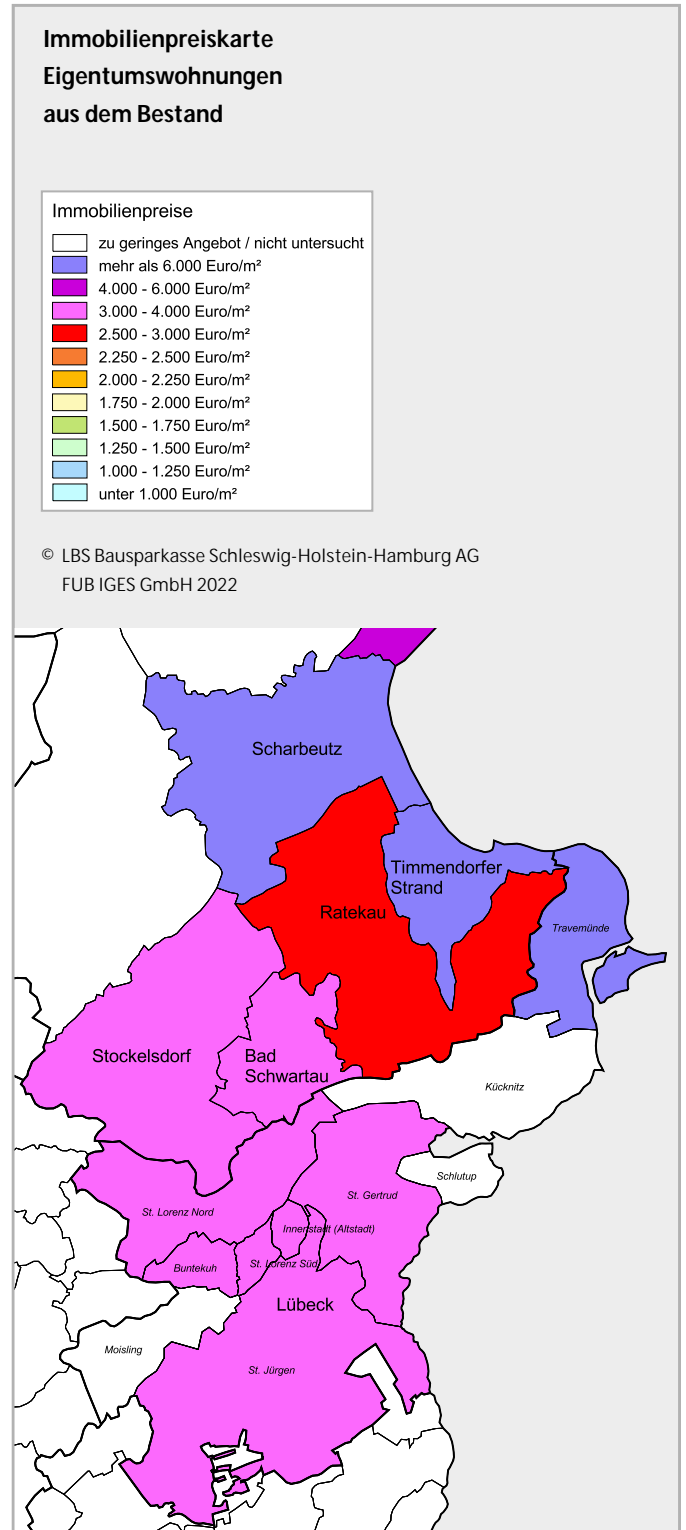 Immobilienpreiskarte
Eigentumswohnungen
aus dem Bestand
Immobilienpreise
zu geringes Angebot / nicht untersucht
mehr als 6.000 Euro/m²
4.000 - 6.000 Euro/m²
3.000 - 4.000 Euro/m²
2.500 - 3.000 Euro/m²
2.250 - 2.500 Euro/m²
2.000 - 2.250 Euro/m²
1.750 - 2.000 Euro/m²
1.500 - 1.750 Euro/m²
1.250 - 1.500 Euro/m²
1.000 - 1.250 Euro/m²
unter 1.000 Euro/m²
© LBS Bausparkasse Schleswig-Holstein-Hamburg AG
FUB IGES GmbH 2022
Scharbeutz
Timmendorfer
Strand
Ratekau
Travemünde
Stockelsdorf
Bad
Schwartau
Kücknitz
Schlutup
St. Gertrud
St. Lorenz Nord
Innenstadt (Altstadt)
Buntekuh
St. Lorenz Süd
Lübeck
Moisling
St. Jürgen